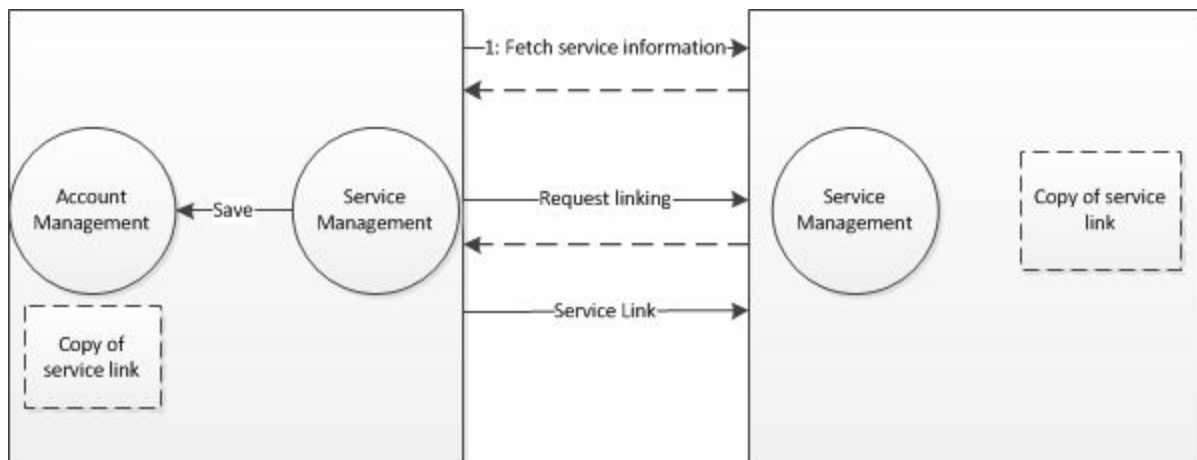 1: Fetch service information
Account
Management
Save
Service
Management
Request linking
Service
Management
Copy of service
link
Service Link
Copy of
service link